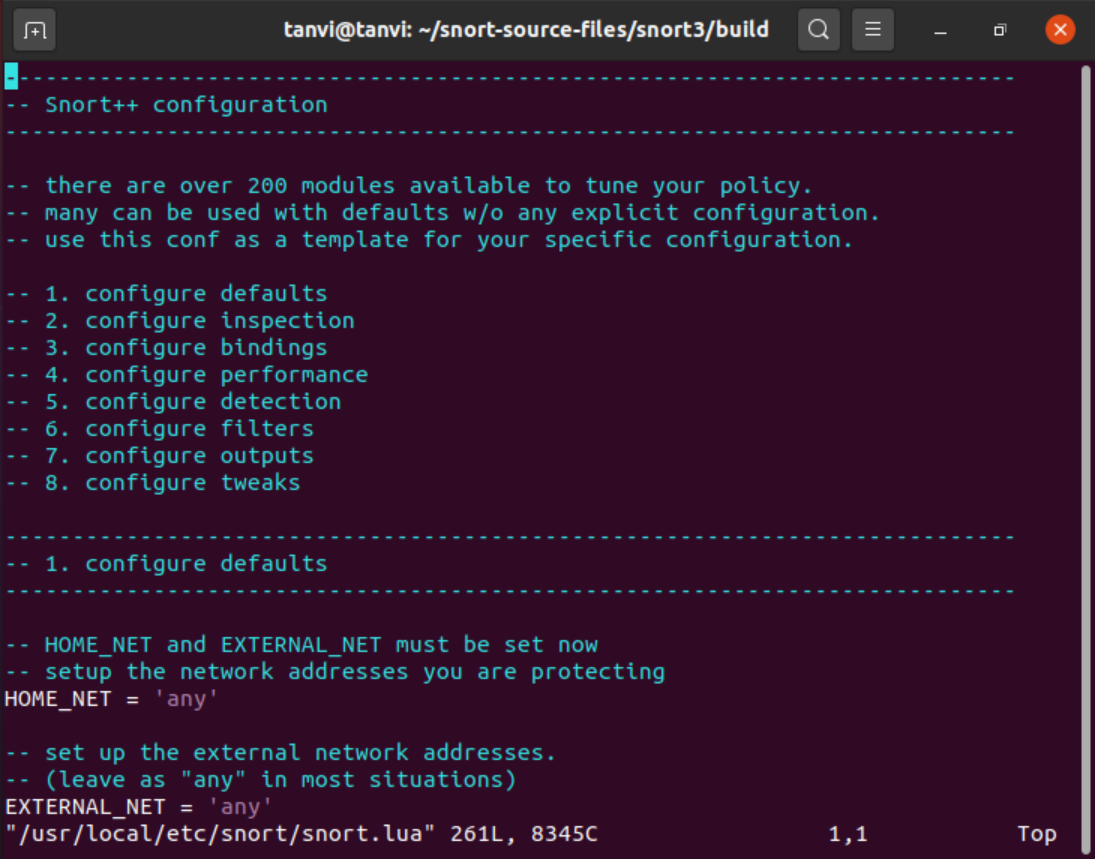 tanvi@tanvi: ~/snort-source-files/snort3/build
---------------------------------------------------------------------------
-- Snort++ configuration
---------------------------------------------------------------------------
-- there are over 200 modules available to tune your policy.
-- many can be used with defaults w/o any explicit configuration.
-- use this conf as a template for your specific configuration.
-- 1. configure defaults
-- 2. configure inspection
-- 3. configure bindings
-- 4. configure performance
-- 5. configure detection
-- 6. configure filters
-- 7. configure outputs
-- 8. configure tweaks
---------------------------------------------------------------------------
-- 1. configure defaults
---------------------------------------------------------------------------
-- HOME_NET and EXTERNAL_NET must be set now
-- setup the network addresses you are protecting
HOME_NET = 'any'
-- set up the external network addresses.
-- (leave as "any" in most situations)
EXTERNAL_NET = 'any'
"/usr/local/etc/snort/snort.lua" 261L, 8345C 1,1 Top